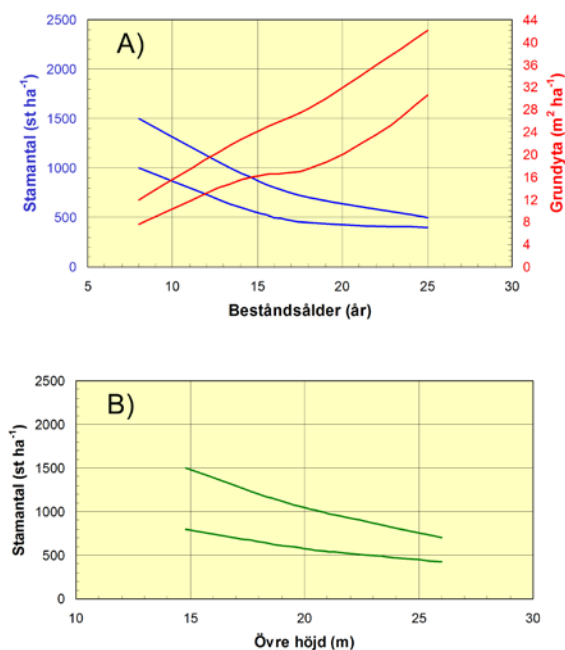 A)
Stamantal (st ha⁻¹)
2500
2000
1500
1000
500
0
Grundyta (m² ha⁻¹)
44
40
36
32
28
24
20
16
12
8
4
0
5 10 15 20 25 30
Beståndsålder (år)
B)
Stamantal (st ha⁻¹)
2500
2000
1500
1000
500
0
10 15 20 25 30
Övre höjd (m)